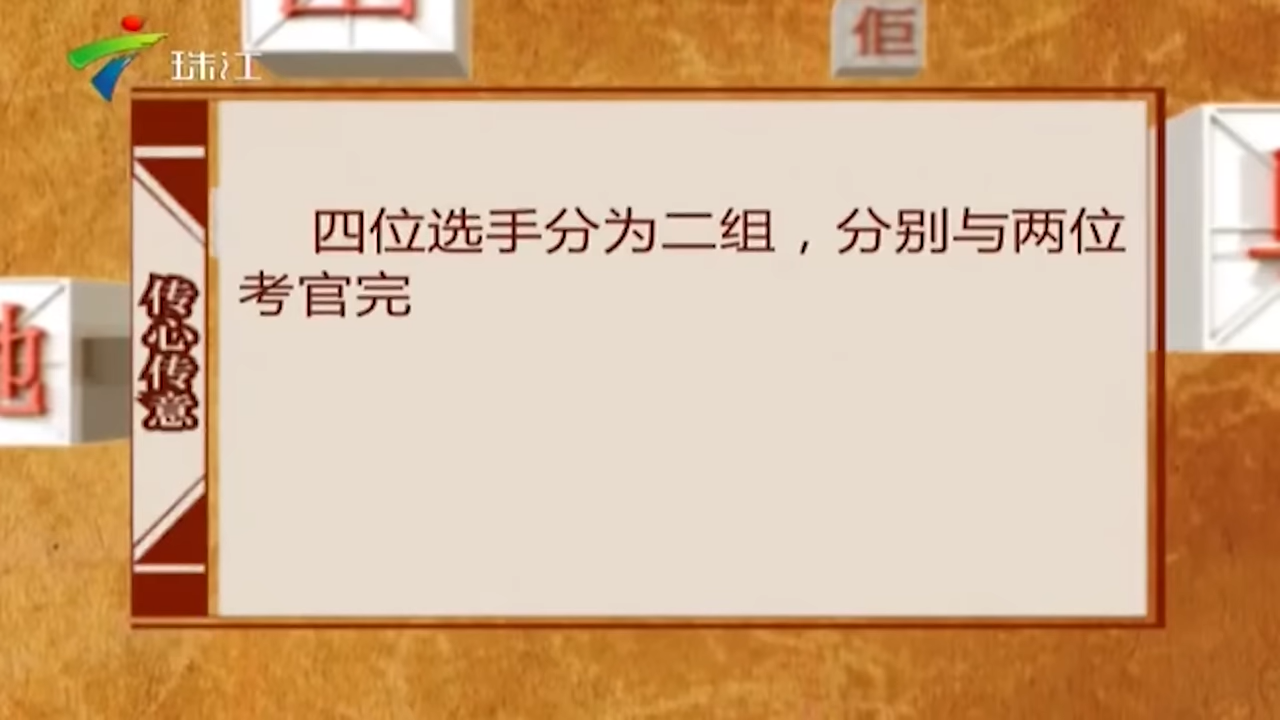 珠江
佢
传心传意
四位选手分为二组，分别与两位
考官完